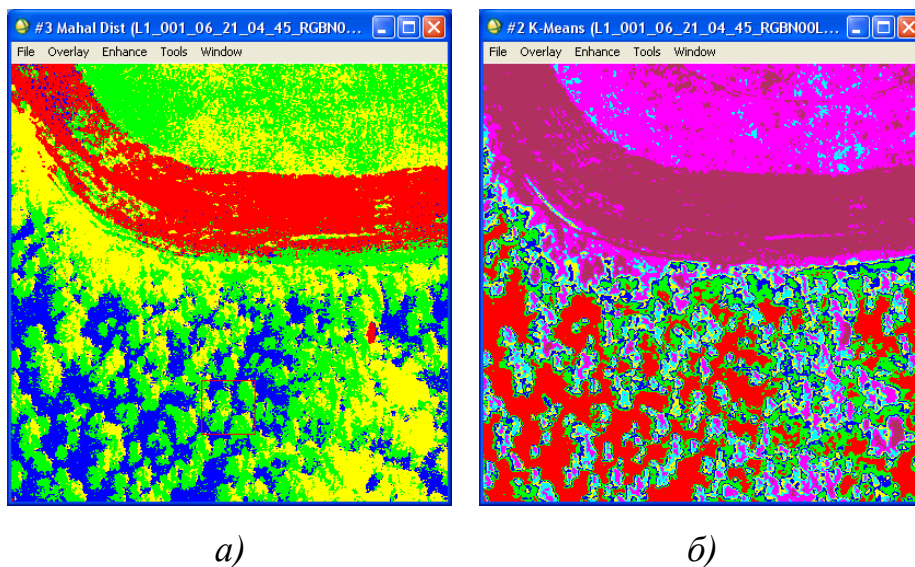 #3 Mahal Dist (L1_001_06_21_04_45_RGBN0...
File Overlay Enhance Tools Window
#2 K-Means (L1_001_06_21_04_45_RGBN00L...
File Overlay Enhance Tools Window
а)
б)